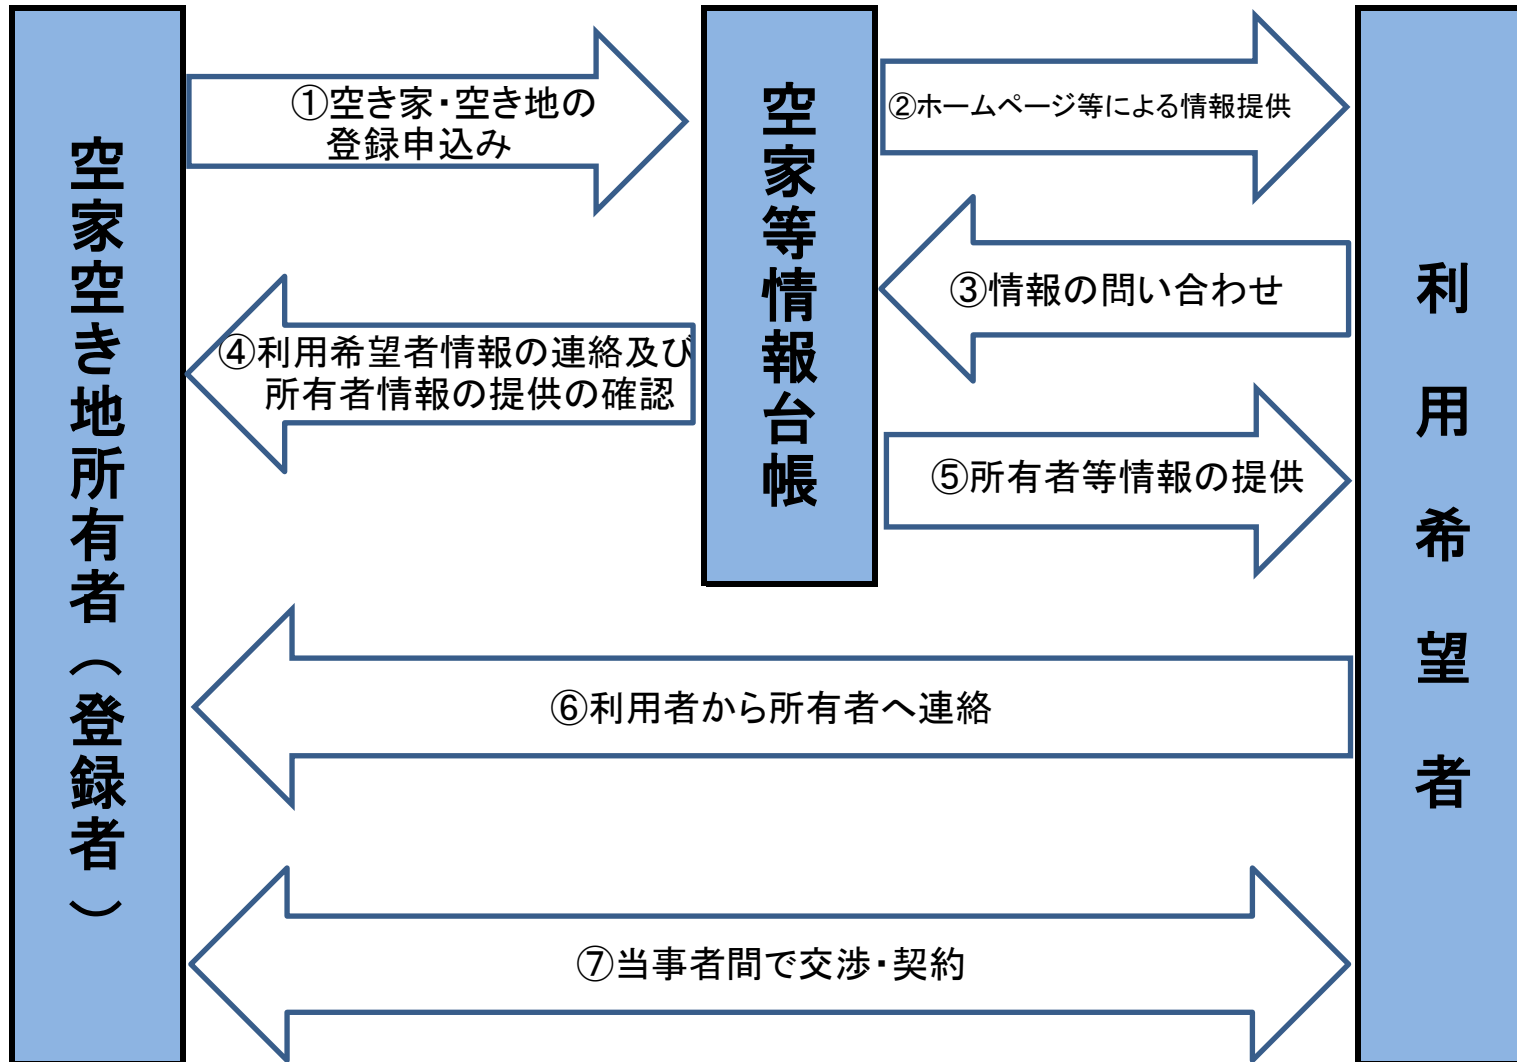 空家空き地所有者（登録者）
①空き家・空き地の
登録申込み
空家等情報台帳
②ホームページ等による情報提供
③情報の問い合わせ
④利用希望者情報の連絡及び
所有者情報の提供の確認
⑤所有者等情報の提供
⑥利用者から所有者へ連絡
⑦当事者間で交渉・契約
利用希望者